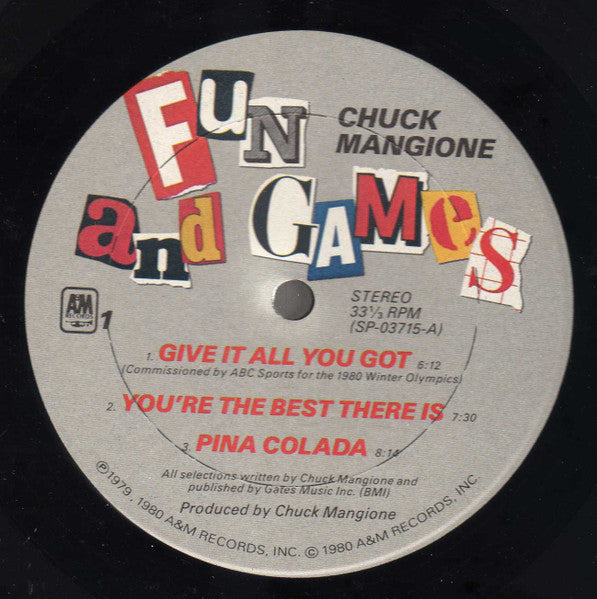 FUN
and GAMES
CHUCK
MANGIONE
A&M
RECORDS
1
STEREO
33⅓ RPM
(SP-03715-A)
1. GIVE IT ALL YOU GOT 6:12
(Commissioned by ABC Sports for the 1980 Winter Olympics)
2. YOU'RE THE BEST THERE IS 7:30
3. PINA COLADA 8:14
All selections written by Chuck Mangione and
published by Gates Music Inc. (BMI)
Produced by Chuck Mangione
℗1979, 1980 A&M RECORDS, INC. © 1980 A&M RECORDS, INC.